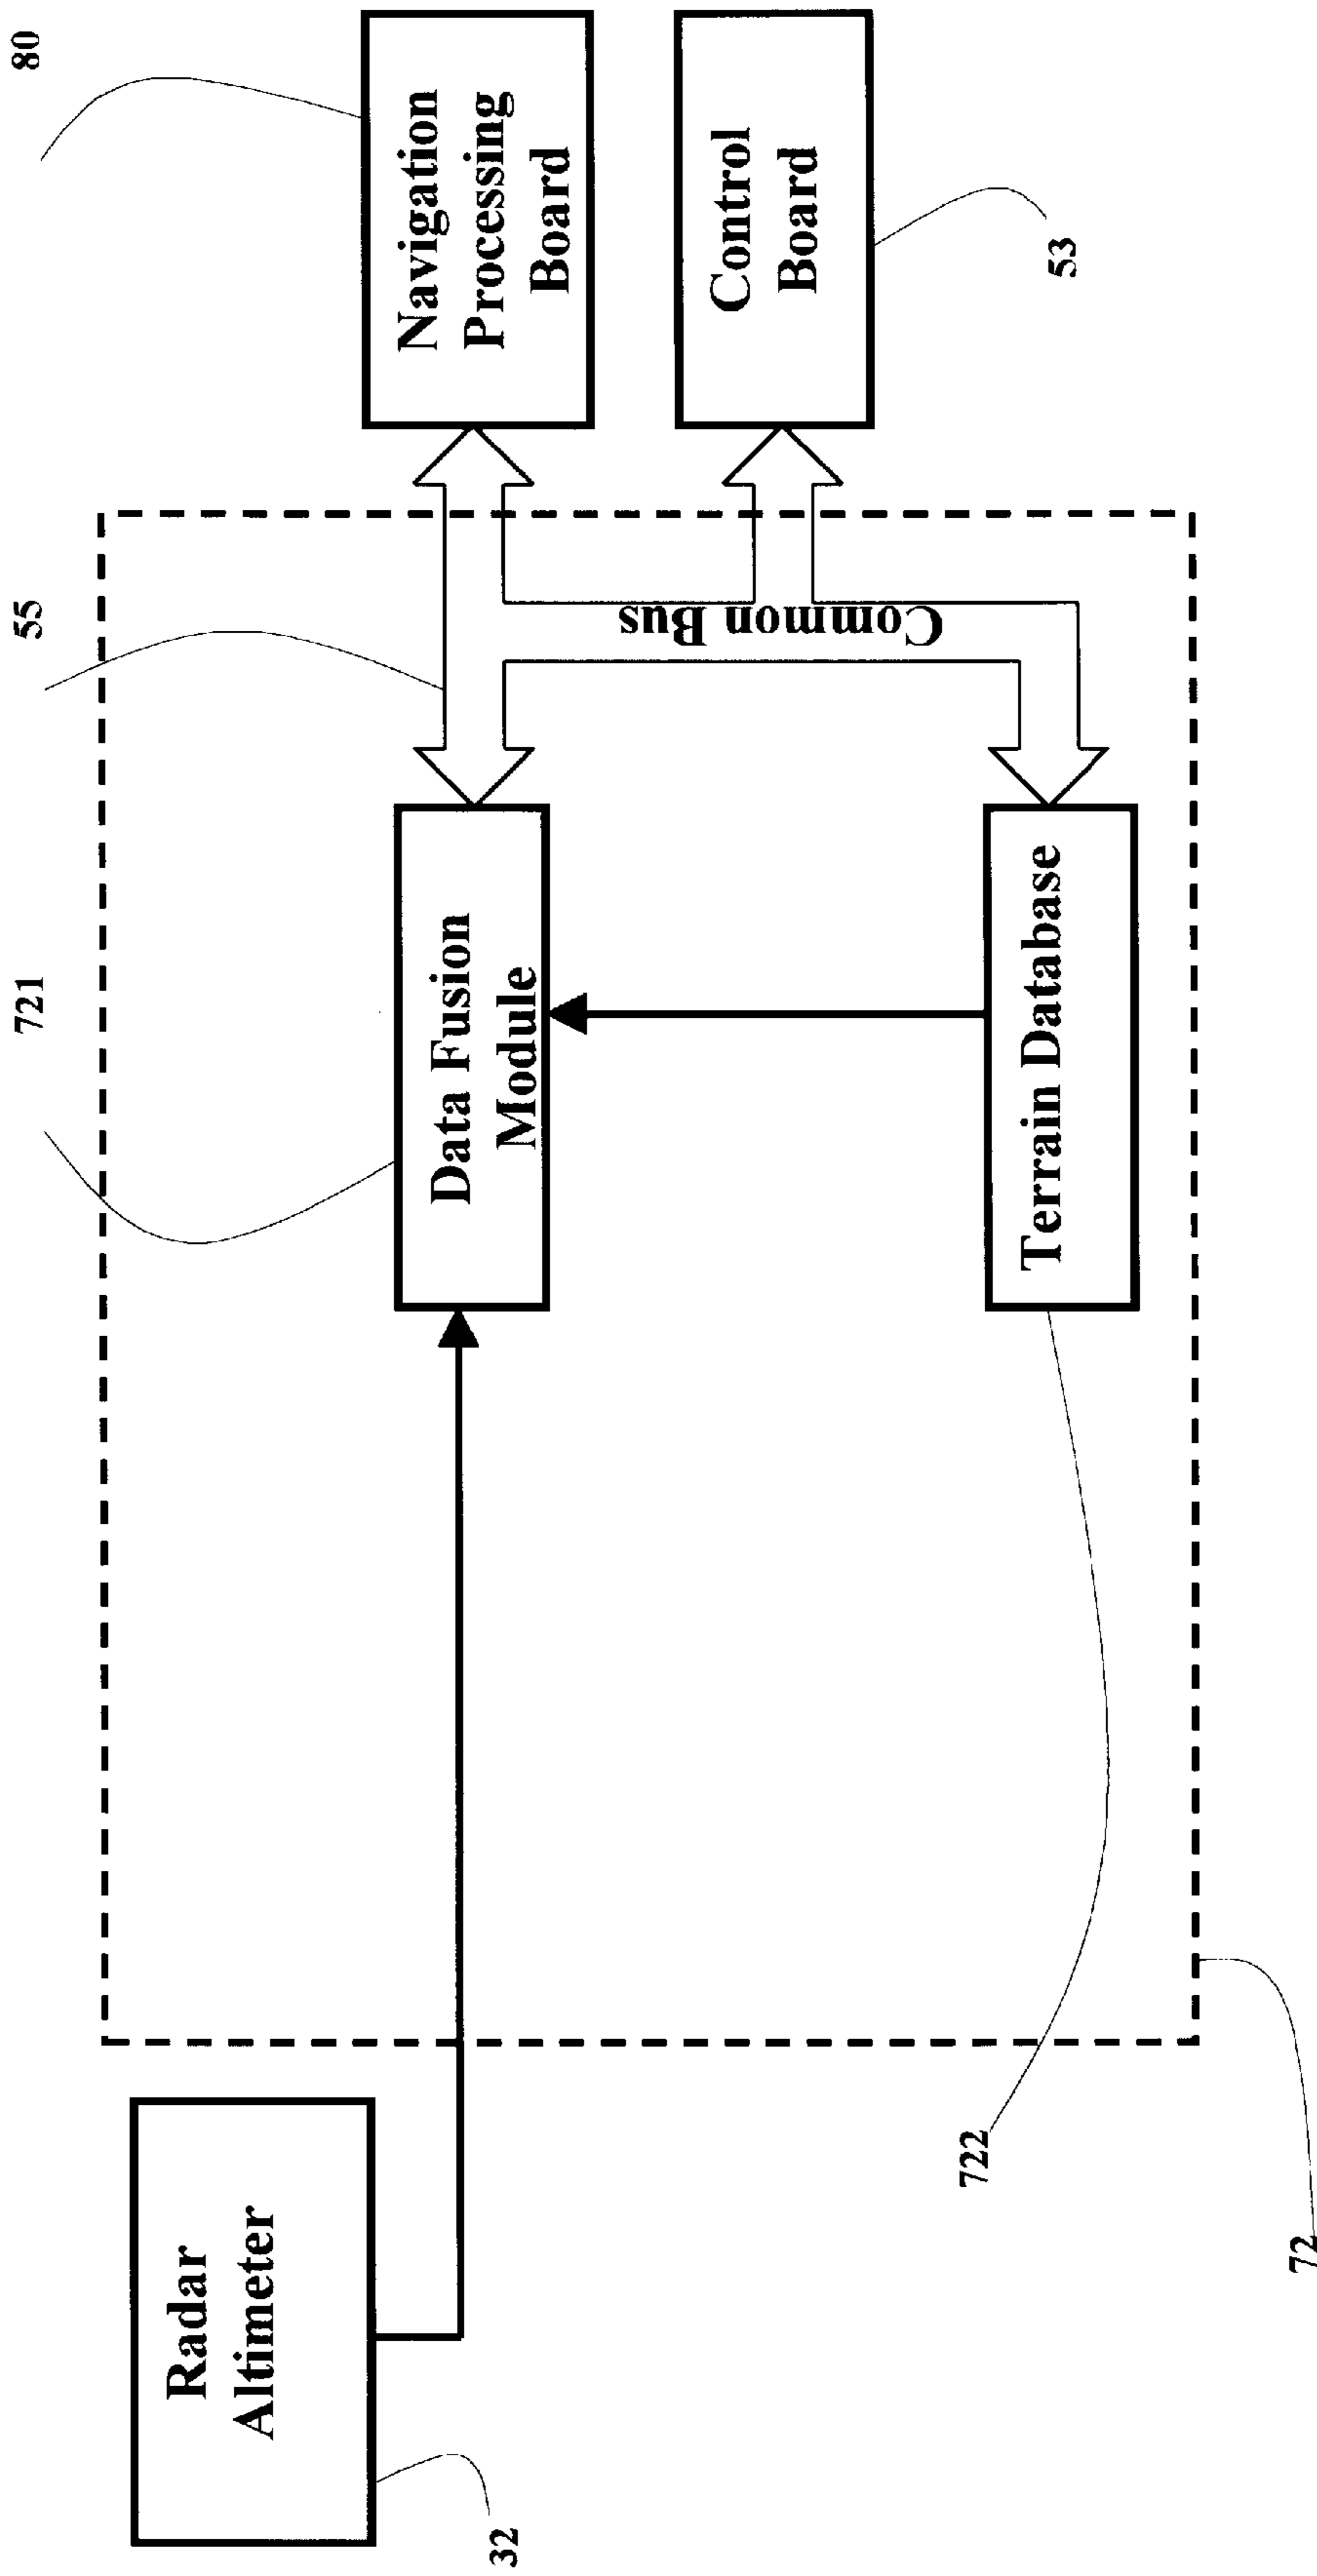 Radar
Altimeter
32
721
55
80
Data Fusion
Module
Navigation
Processing
Board
Common Bus
Control
Board
53
Terrain Database
722
72